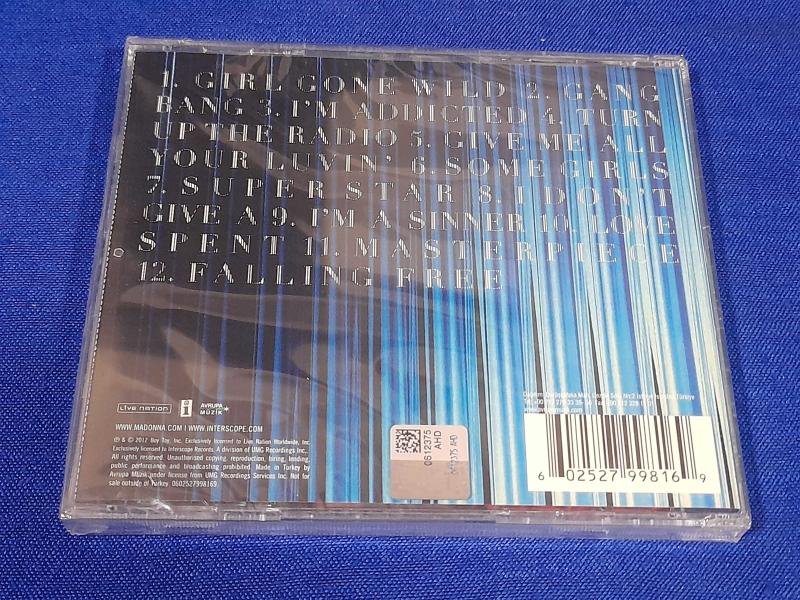 1. GIRL GONE WILD 2. GANG
BANG 3. I'M ADDICTED 4. TURN
UP THE RADIO 5. GIVE ME ALL
YOUR LUVIN' 6. SOME GIRLS
7. SUPERSTAR 8. I DON'T
GIVE A 9. I'M A SINNER 10. LOVE
SPENT 11. MASTERPIECE
12. FALLING FREE
LIVE NATION
i
AVRUPA
MÜZİK
WWW.MADONNA.COM | WWW.INTERSCOPE.COM
℗ & © 2012 Boy Toy, Inc. Exclusively licensed to Live Nation Worldwide, Inc.
Exclusively licensed to Interscope Records. A division of UMG Recordings Inc.,
All rights reserved. Unauthorised copying, reproduction, hiring, lending,
public performance and broadcasting prohibited. Made in Turkey by
Avrupa Müzik under license from UMG Recordings Services Inc. Not for
sale outside of Turkey. 0602527998169
0612375
AHD
0612375 AHD
6 02527 99816 9